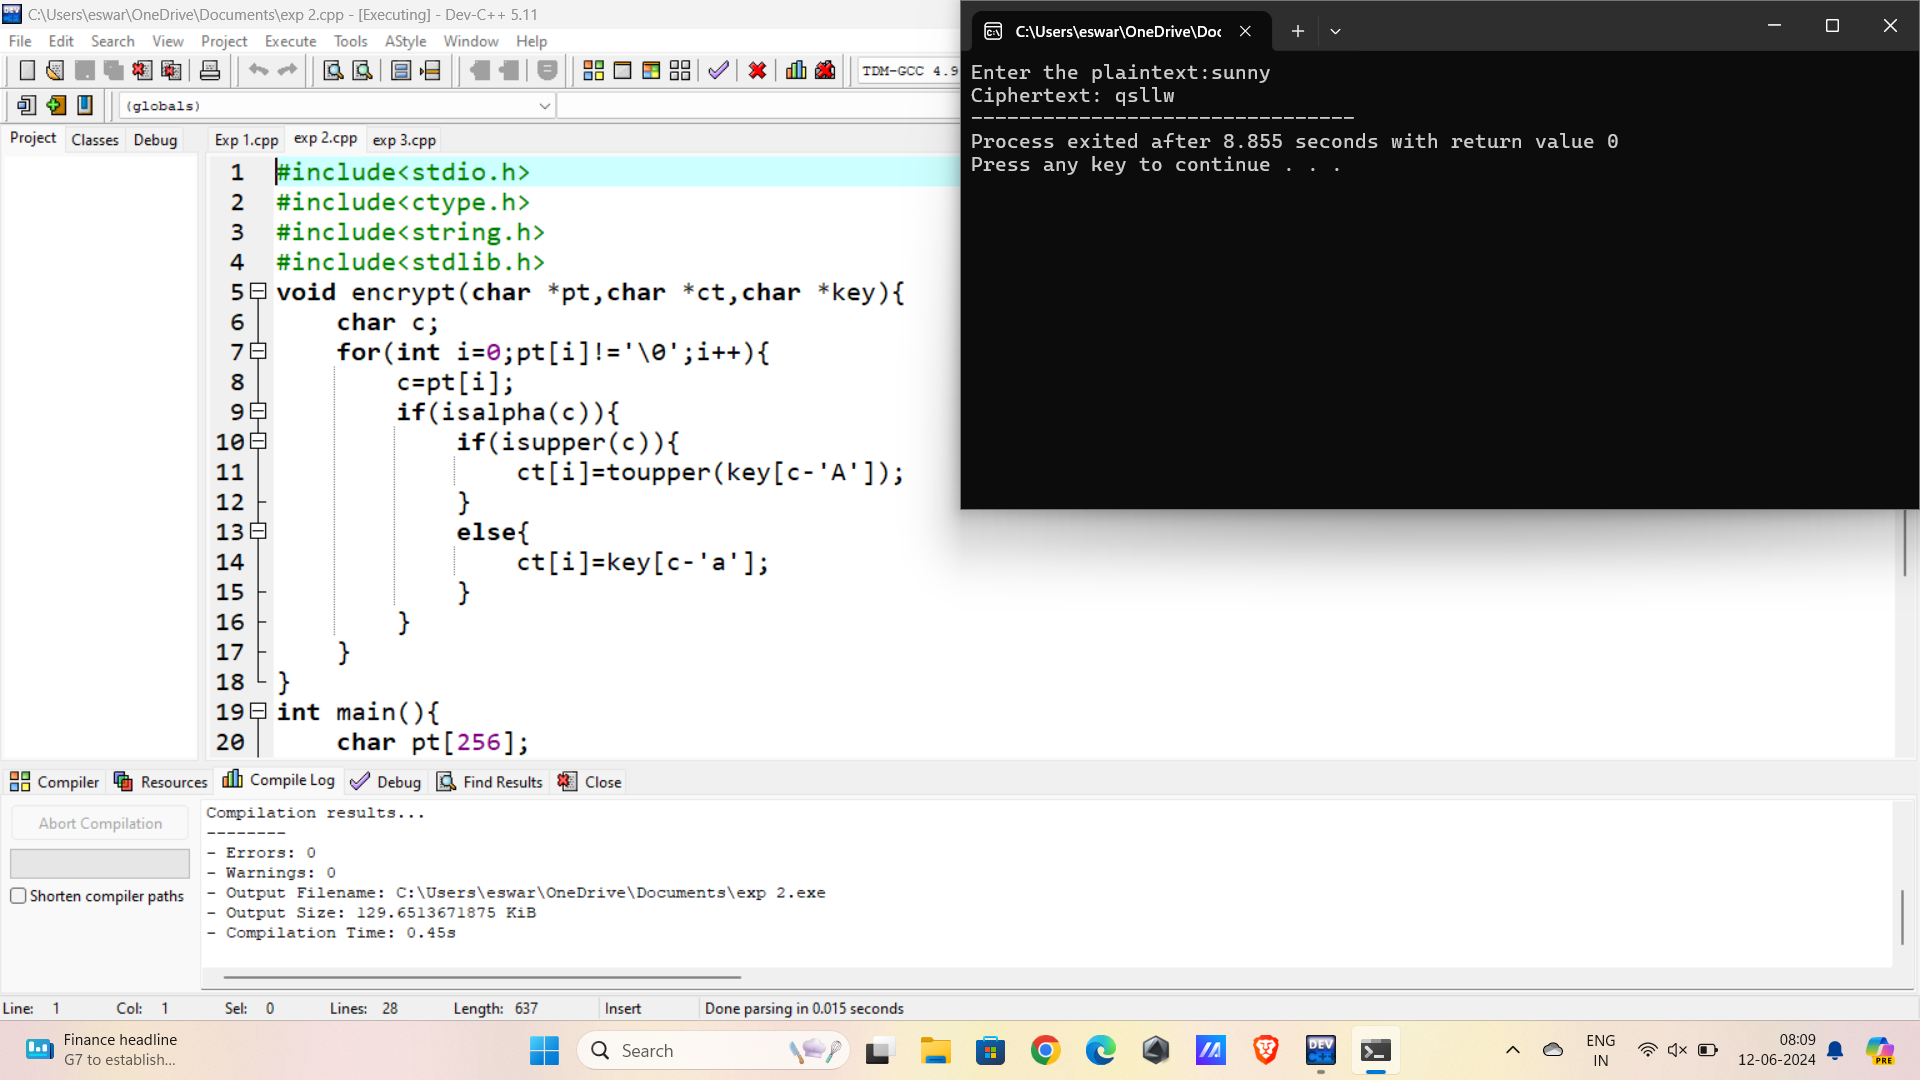 C:\Users\eswar\OneDrive\Documents\exp 2.cpp - [Executing] - Dev-C++ 5.11
File Edit Search View Project Execute Tools AStyle Window Help
TDM-GCC 4.9
(globals)
Project Classes Debug
Exp 1.cpp exp 2.cpp exp 3.cpp
1 #include<stdio.h>
2 #include<ctype.h>
3 #include<string.h>
4 #include<stdlib.h>
5 void encrypt(char *pt,char *ct,char *key){
6 char c;
7 for(int i=0;pt[i]!='\0';i++){
8 c=pt[i];
9 if(isalpha(c)){
10 if(isupper(c)){
11 ct[i]=toupper(key[c-'A']);
12 }
13 else{
14 ct[i]=key[c-'a'];
15 }
16 }
17 }
18 }
19 int main(){
20 char pt[256];
C:\Users\eswar\OneDrive\Doc
Enter the plaintext:sunny
Ciphertext: qsllw
--------------------------------
Process exited after 8.855 seconds with return value 0
Press any key to continue . . .
Compiler Resources Compile Log Debug Find Results Close
Abort Compilation
Shorten compiler paths
Compilation results...
--------
- Errors: 0
- Warnings: 0
- Output Filename: C:\Users\eswar\OneDrive\Documents\exp 2.exe
- Output Size: 129.6513671875 KiB
- Compilation Time: 0.45s
Line: 1 Col: 1 Sel: 0 Lines: 28 Length: 637 Insert Done parsing in 0.015 seconds
Finance headline
G7 to establish...
Search
DEV
PRE
ENG
IN
08:09
12-06-2024